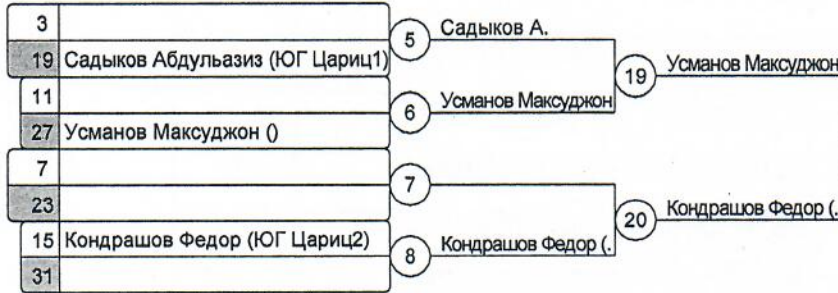 3
5 Садыков А.
19 Садыков Абдульазиз (ЮГ Цариц1)
19 Усманов Максуджон
11
6 Усманов Максуджон
27 Усманов Максуджон ()
7
7
23
20 Кондрашов Федор (.
15 Кондрашов Федор (ЮГ Цариц2)
8 Кондрашов Федор (.
31